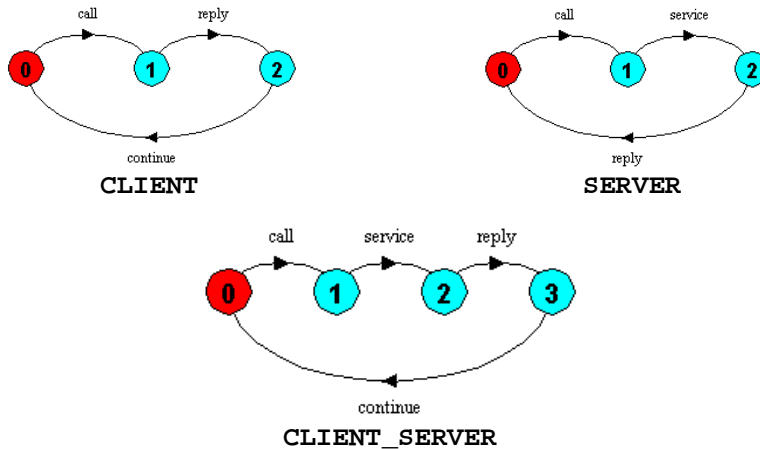 call reply
0 1 2
continue
CLIENT
call service
0 1 2
reply
SERVER
call service reply
0 1 2 3
continue
CLIENT_SERVER